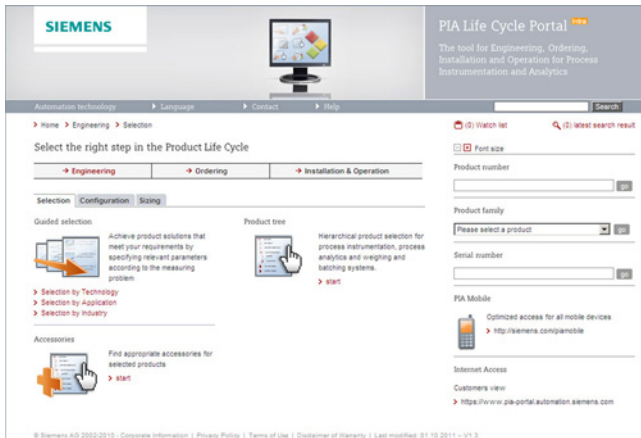 SIEMENS
PIA Life Cycle Portal Intra
The tool for Engineering, Ordering,
Installation and Operation for Process
Instrumentation and Analytics
Automation technology Language Contact Help Search
Home Engineering Selection
(0) Watch list (0) latest search result
Select the right step in the Product Life Cycle
Font size
Engineering Ordering Installation & Operation
Product number
go
Selection Configuration Sizing
Product family
Please select a product go
Guided selection
Achieve product solutions that
meet your requirements by
specifying relevant parameters
according to the measuring
problem
Selection by Technology
Selection by Application
Selection by Industry
Product tree
Hierarchical product selection for
process instrumentation, process
analytics and weighing and
batching systems.
start
Serial number
go
PIA Mobile
Optimized access for all mobile devices
http://siemens.com/piamobile
Accessories
Find appropriate accessories for
selected products
start
Internet Access
Customers view
https://www.pia-portal.automation.siemens.com
© Siemens AG 2002-2010 - Corporate Information | Privacy Policy | Terms of Use | Disclaimer of Warranty | Last modified: 01.10.2011 – V1.3